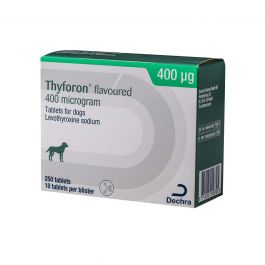 400 µg
Thyforon® flavoured
400 microgram
Tablets for dogs
Levothyroxine sodium
250 tablets
10 tablets per blister
Dechra